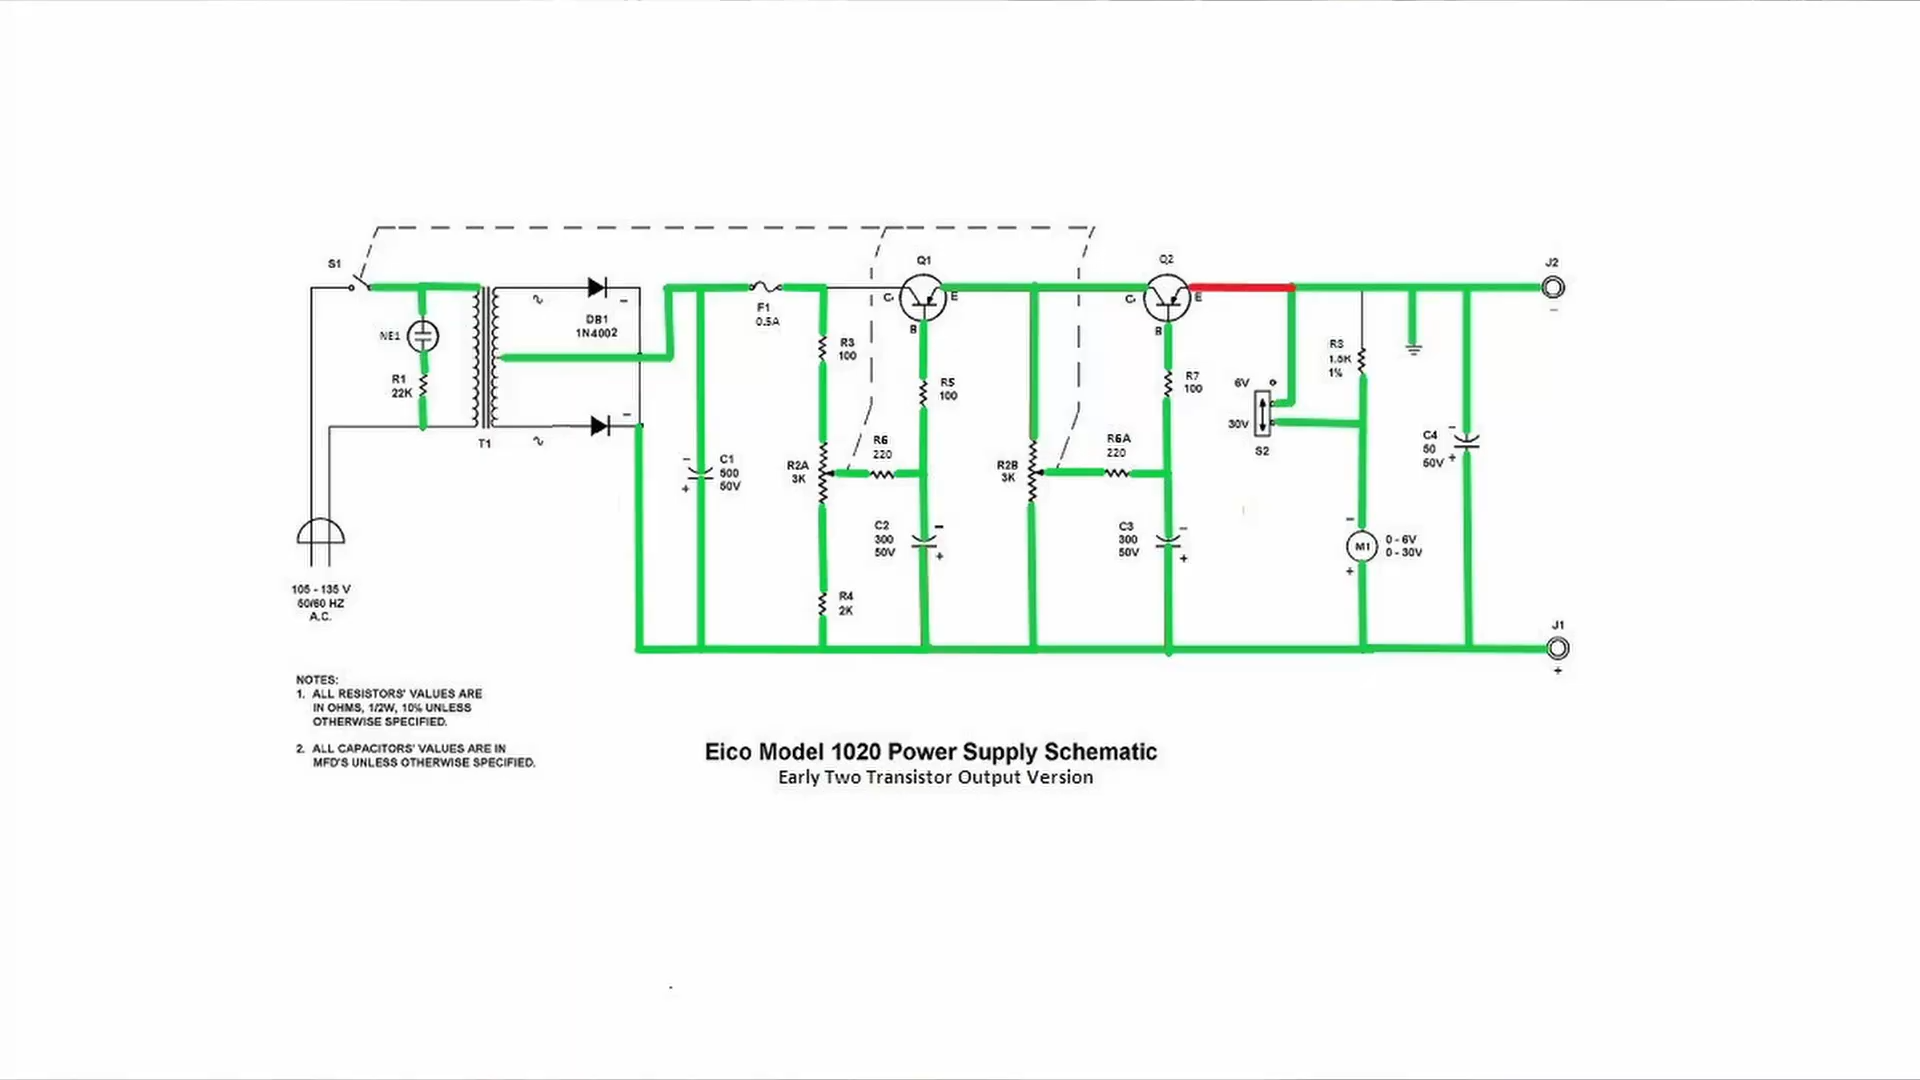 S1
NE1
R1
22K
T1
DB1
1N4002
-
-
F1
0.5A
C1
500
50V
-
+
R3
100
R2A
3K
R4
2K
Q1
C
E
B
R5
100
R6
220
C2
300
50V
-
+
R2B
3K
Q2
C
E
B
R7
100
R6A
220
C3
300
50V
-
+
6V
30V
S2
R3
1.5K
1%
M1
-
+
0 - 6V
0 - 30V
C4
50
50V
-
+
J2
-
J1
+
105 - 135 V
50/60 HZ
A.C.
NOTES:
1. ALL RESISTORS' VALUES ARE
IN OHMS, 1/2W, 10% UNLESS
OTHERWISE SPECIFIED.
2. ALL CAPACITORS' VALUES ARE IN
MFD'S UNLESS OTHERWISE SPECIFIED.
Eico Model 1020 Power Supply Schematic
Early Two Transistor Output Version